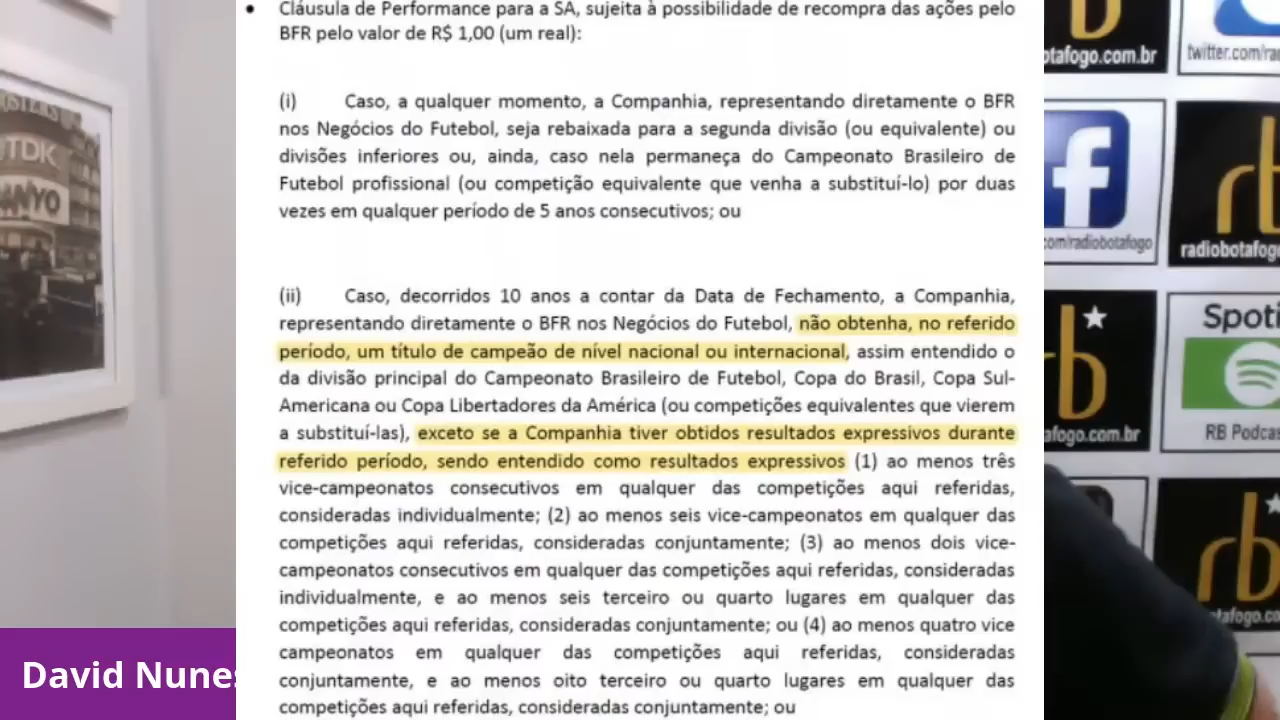 Cláusula de Performance para a SA, sujeita à possibilidade de recompra das ações pelo
BFR pelo valor de R$ 1,00 (um real):
(i) Caso, a qualquer momento, a Companhia, representando diretamente o BFR
nos Negócios do Futebol, seja rebaixada para a segunda divisão (ou equivalente) ou
divisões inferiores ou, ainda, caso nela permaneça do Campeonato Brasileiro de
Futebol profissional (ou competição equivalente que venha a substituí-lo) por duas
vezes em qualquer período de 5 anos consecutivos; ou
(ii) Caso, decorridos 10 anos a contar da Data de Fechamento, a Companhia,
representando diretamente o BFR nos Negócios do Futebol, não obtenha, no referido
período, um título de campeão de nível nacional ou internacional, assim entendido o
da divisão principal do Campeonato Brasileiro de Futebol, Copa do Brasil, Copa Sul-
Americana ou Copa Libertadores da América (ou competições equivalentes que vierem
a substituí-las), exceto se a Companhia tiver obtidos resultados expressivos durante
referido período, sendo entendido como resultados expressivos (1) ao menos três
vice-campeonatos consecutivos em qualquer das competições aqui referidas,
consideradas individualmente; (2) ao menos seis vice-campeonatos em qualquer das
competições aqui referidas, consideradas conjuntamente; (3) ao menos dois vice-
campeonatos consecutivos em qualquer das competições aqui referidas, consideradas
individualmente, e ao menos seis terceiro ou quarto lugares em qualquer das
competições aqui referidas, consideradas conjuntamente; ou (4) ao menos quatro vice
campeonatos em qualquer das competições aqui referidas, consideradas
conjuntamente, e ao menos oito terceiro ou quarto lugares em qualquer das
competições aqui referidas, consideradas conjuntamente; ou
TDK
David Nunes
otafogo.com.br
twitter.com/rad
com/radiobotafogo
rb
radiobotafog
b
afogo.com.br
Spoti
RB Podcas
rb
otafogo.com.b